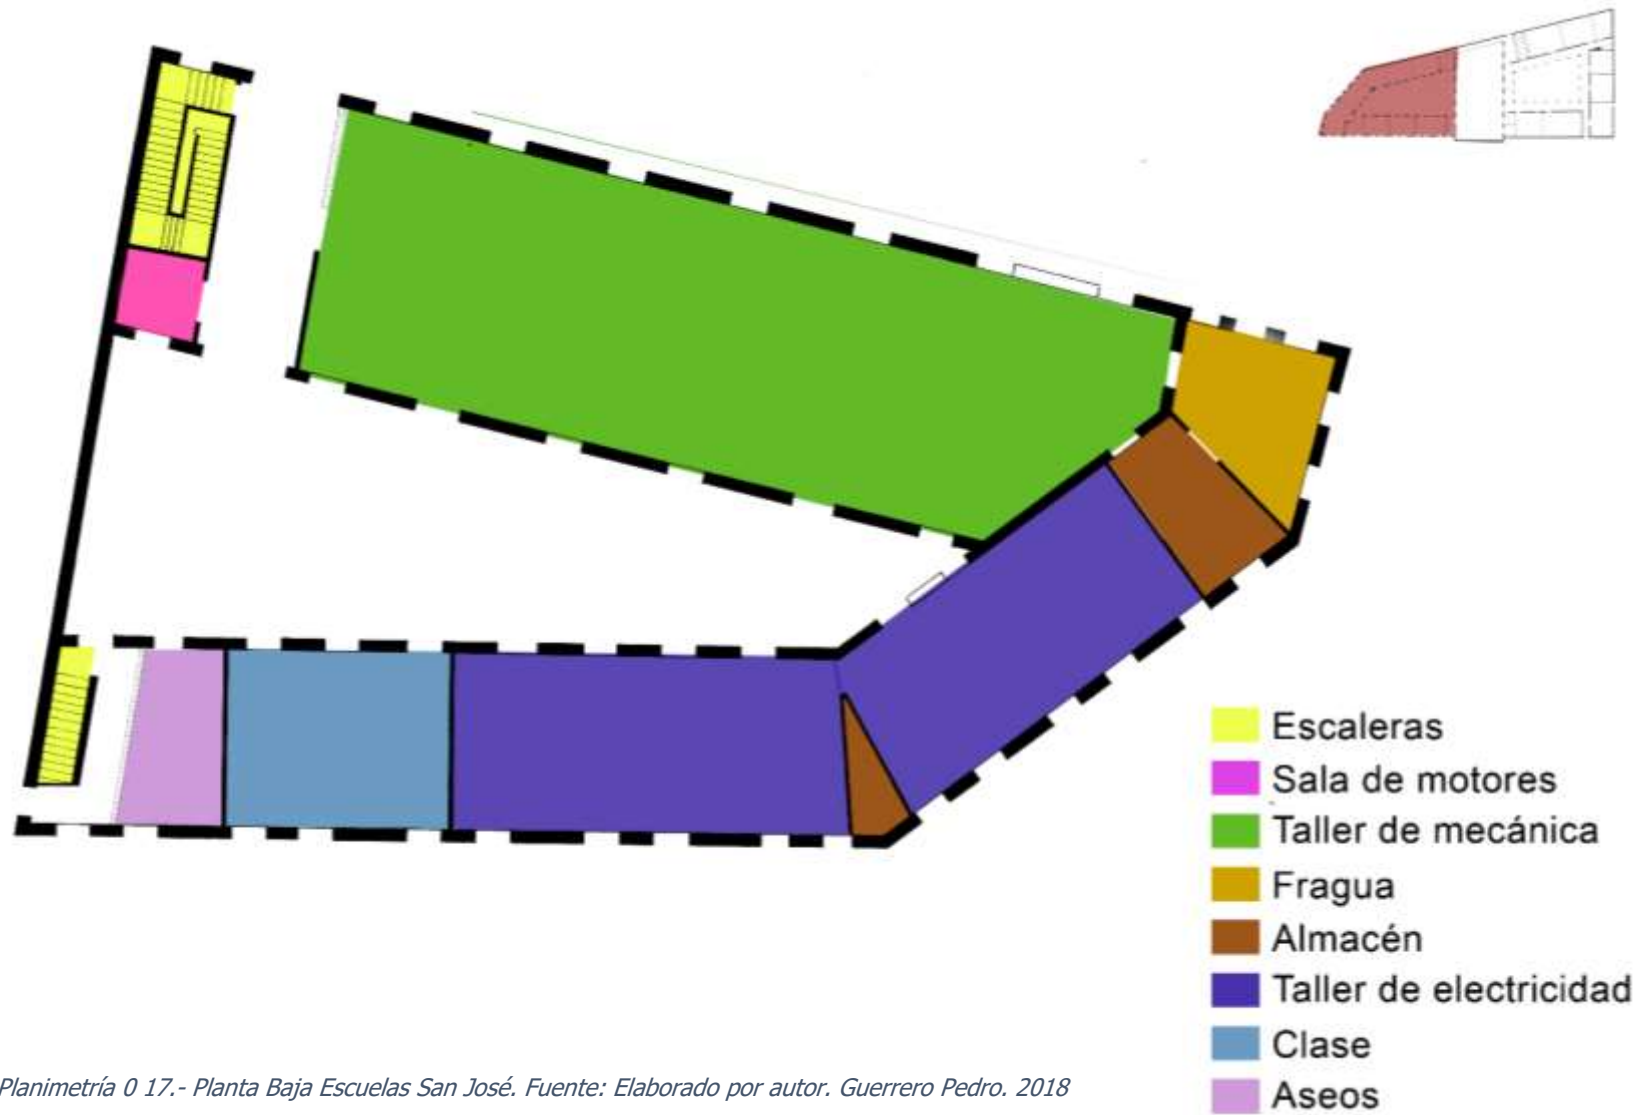 Escaleras
Sala de motores
Taller de mecánica
Fragua
Almacén
Taller de electricidad
Clase
Aseos
Planimetría 0 17.- Planta Baja Escuelas San José. Fuente: Elaborado por autor. Guerrero Pedro. 2018